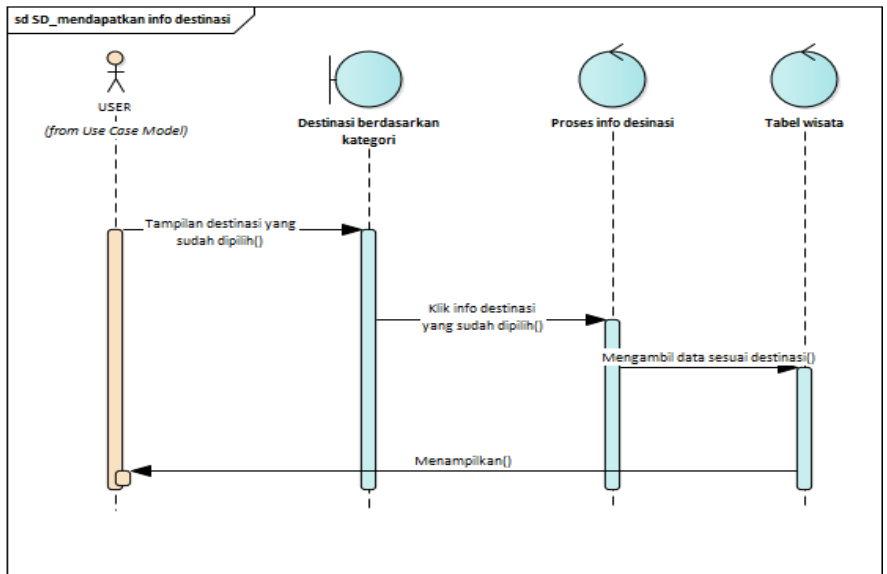 sd SD_mendapatkan info destinasi
USER
(from Use Case Model)
Destinasi berdasarkan
kategori
Proses info desinasi
Tabel wisata
Tampilan destinasi yang
sudah dipilih()
Klik info destinasi
yang sudah dipilih()
Mengambil data sesuai destinasi()
Menampilkan()